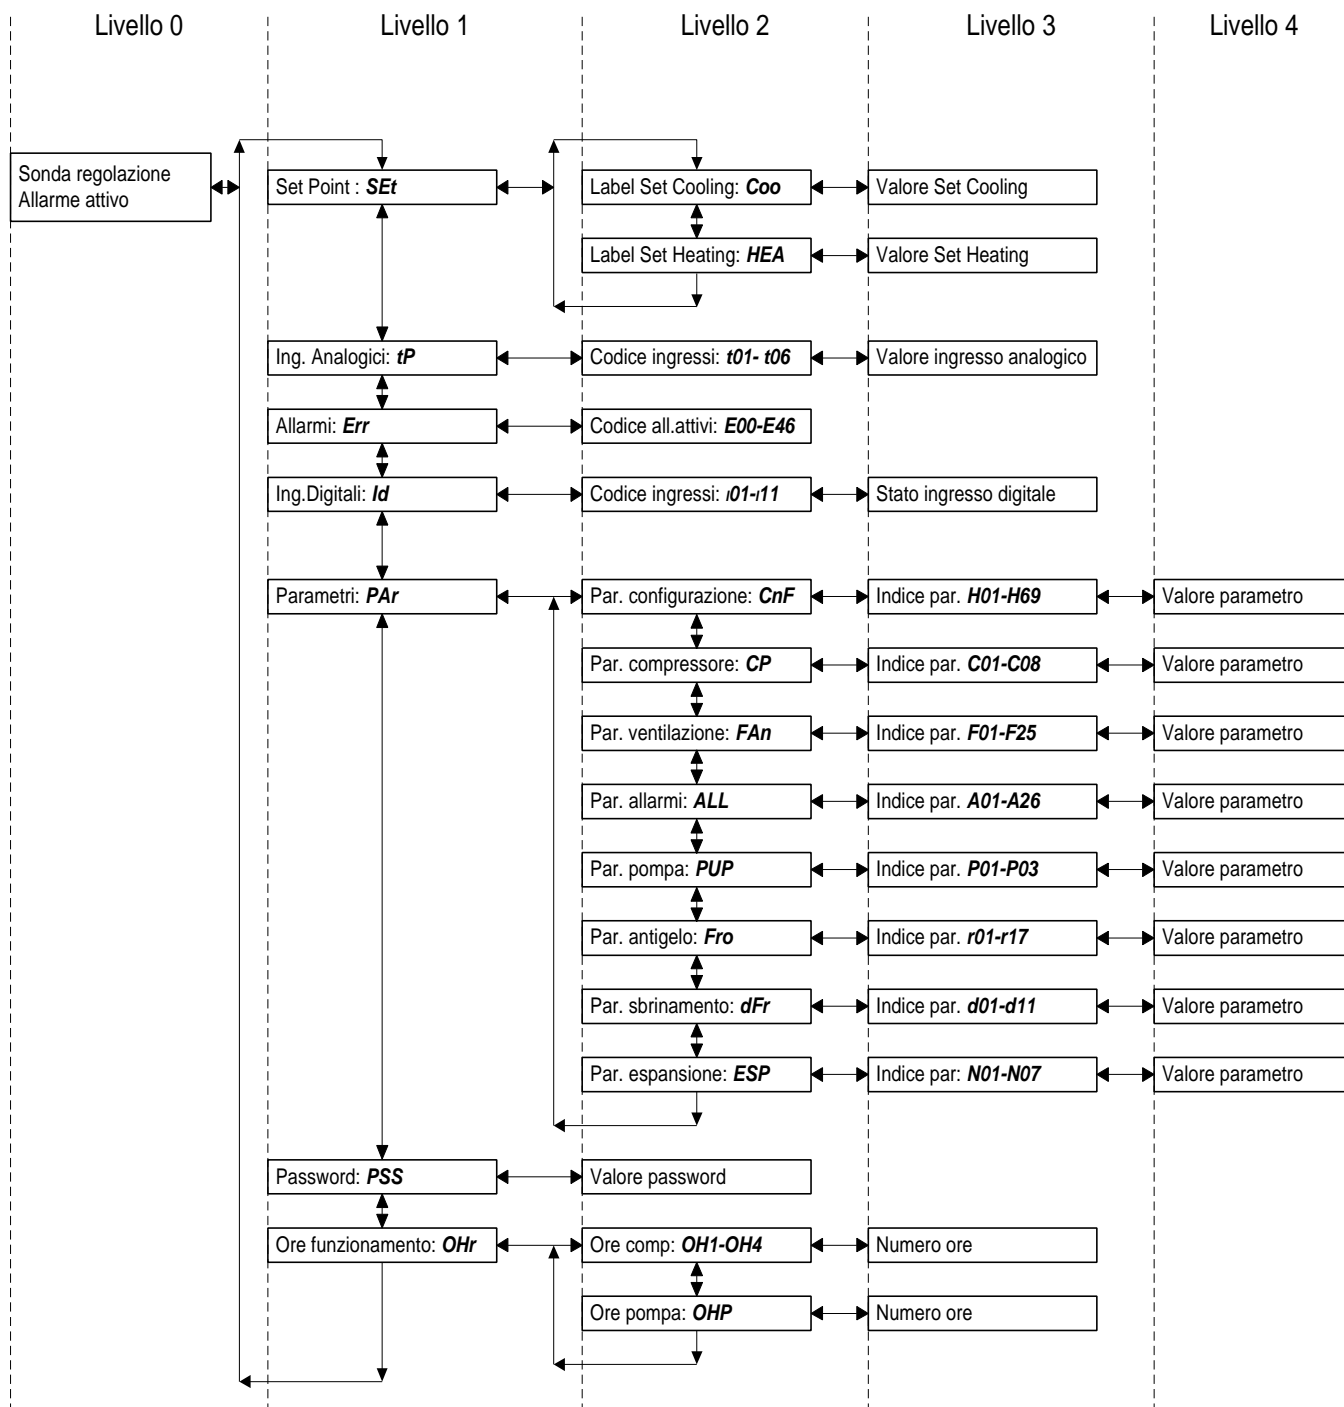 Livello 0 Livello 1 Livello 2 Livello 3 Livello 4
Sonda regolazione
Allarme attivo
Set Point : SEt
Label Set Cooling: Coo
Valore Set Cooling
Label Set Heating: HEA
Valore Set Heating
Ing. Analogici: tP
Codice ingressi: t01- t06
Valore ingresso analogico
Allarmi: Err
Codice all.attivi: E00-E46
Ing.Digitali: Id
Codice ingressi: ı01-ı11
Stato ingresso digitale
Parametri: PAr
Par. configurazione: CnF
Indice par. H01-H69
Valore parametro
Par. compressore: CP
Indice par. C01-C08
Valore parametro
Par. ventilazione: FAn
Indice par. F01-F25
Valore parametro
Par. allarmi: ALL
Indice par. A01-A26
Valore parametro
Par. pompa: PUP
Indice par. P01-P03
Valore parametro
Par. antigelo: Fro
Indice par. r01-r17
Valore parametro
Par. sbrinamento: dFr
Indice par. d01-d11
Valore parametro
Par. espansione: ESP
Indice par: N01-N07
Valore parametro
Password: PSS
Valore password
Ore funzionamento: OHr
Ore comp: OH1-OH4
Numero ore
Ore pompa: OHP
Numero ore